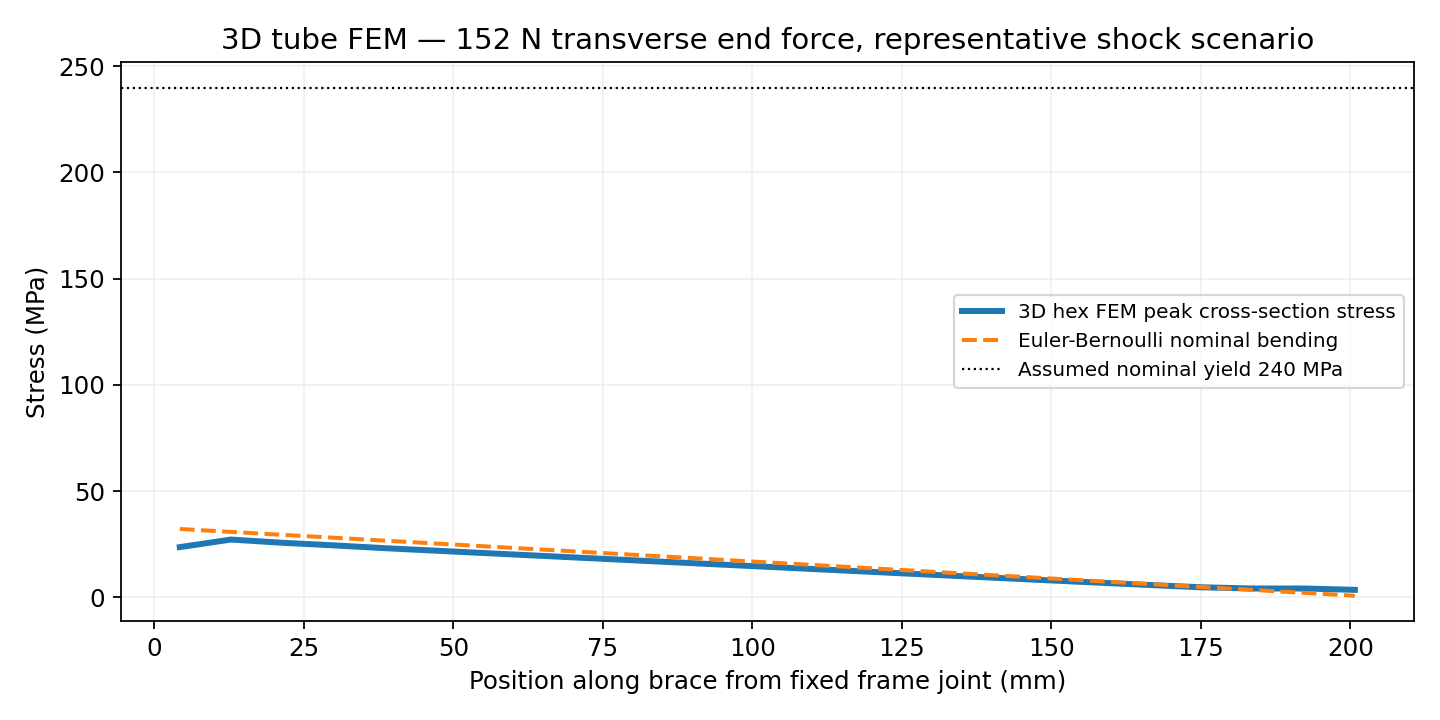 3D tube FEM — 152 N transverse end force, representative shock scenario
250
200
150
100
50
0
Stress (MPa)
3D hex FEM peak cross-section stress
Euler-Bernoulli nominal bending
Assumed nominal yield 240 MPa
0 25 50 75 100 125 150 175 200
Position along brace from fixed frame joint (mm)